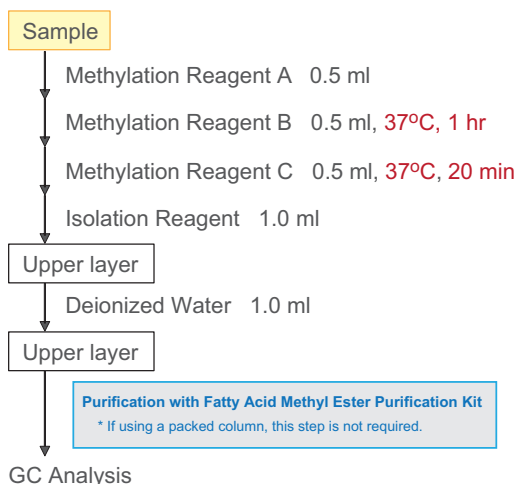 Sample
Methylation Reagent A 0.5 ml
Methylation Reagent B 0.5 ml, 37ºC, 1 hr
Methylation Reagent C 0.5 ml, 37ºC, 20 min
Isolation Reagent 1.0 ml
Upper layer
Deionized Water 1.0 ml
Upper layer
Purification with Fatty Acid Methyl Ester Purification Kit
* If using a packed column, this step is not required.
GC Analysis